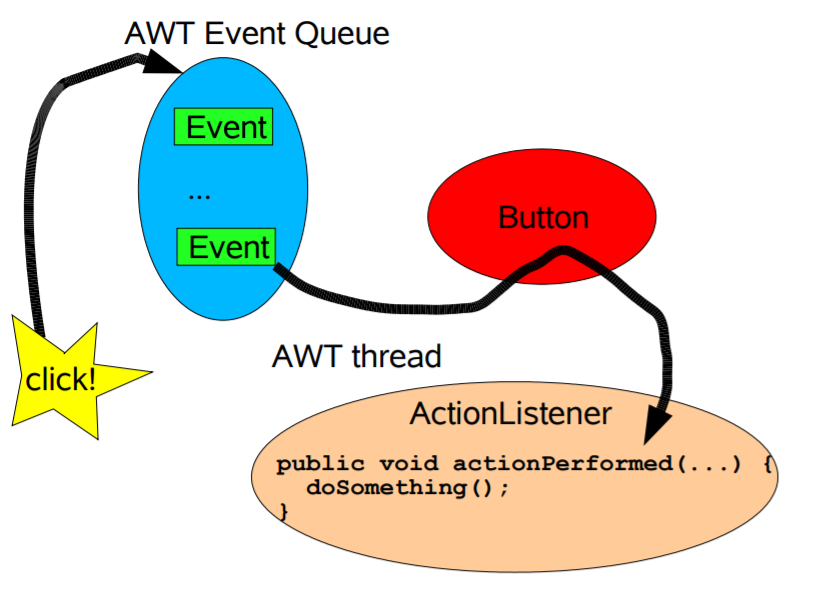 AWT Event Queue
Event
...
Event
Button
click!
AWT thread
ActionListener
public void actionPerformed(...) {
  doSomething();
}